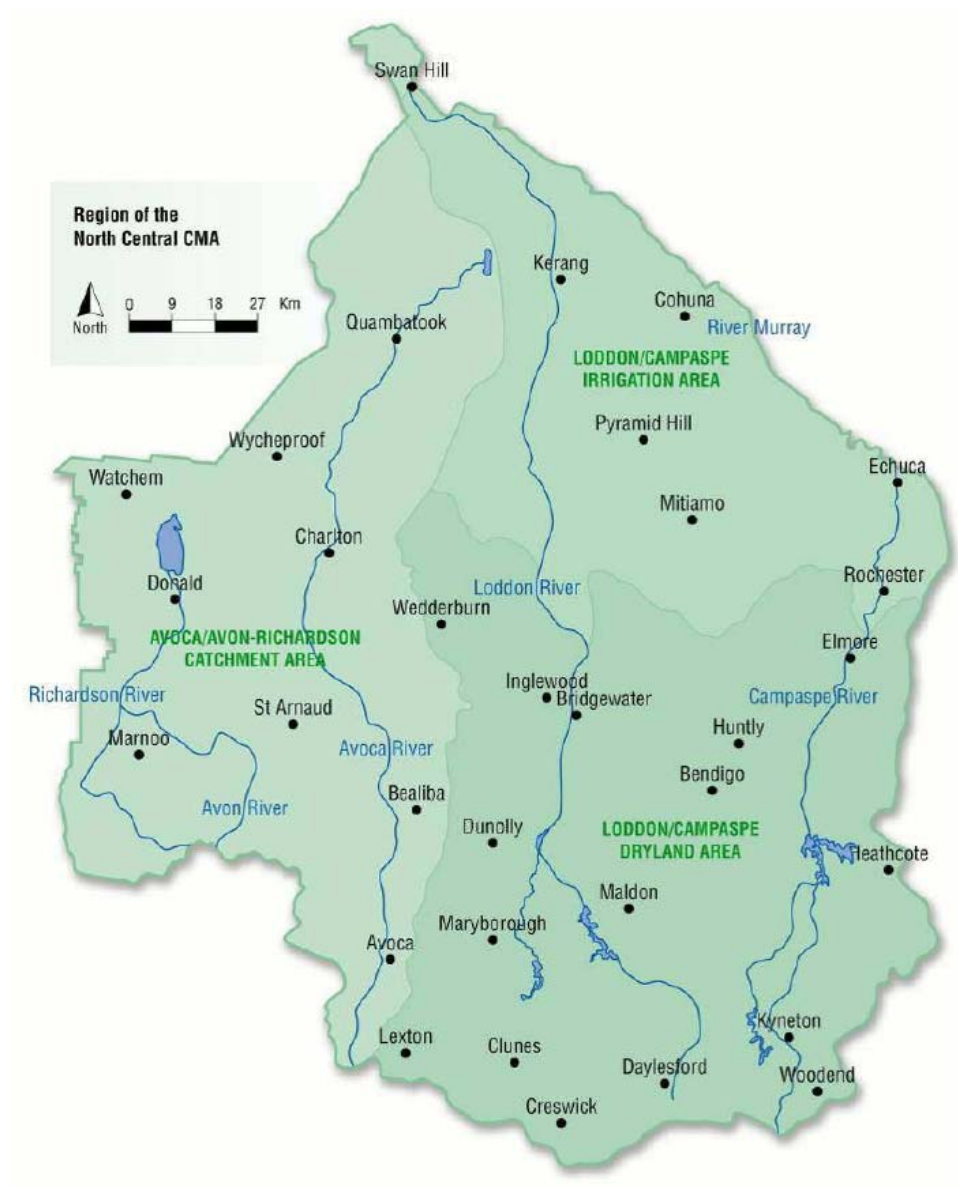 Swan Hill
Region of the
North Central CMA
North
0 9 18 27 Km
Kerang
Cohuna
River Murray
Quambatook
LODDON/CAMPASPE
IRRIGATION AREA
Pyramid Hill
Wycheproof
Echuca
Watchem
Mitiamo
Charlton
Donald
Loddon River
Rochester
Wedderburn
AVOCA/AVON-RICHARDSON
CATCHMENT AREA
Elmore
Richardson River
Inglewood
Bridgewater
Campaspe River
St Arnaud
Huntly
Marnoo
Avoca River
Bendigo
Bealiba
Avon River
Dunolly
LODDON/CAMPASPE
DRYLAND AREA
Heathcote
Maldon
Maryborough
Avoca
Kyneton
Lexton
Clunes
Daylesford
Woodend
Creswick